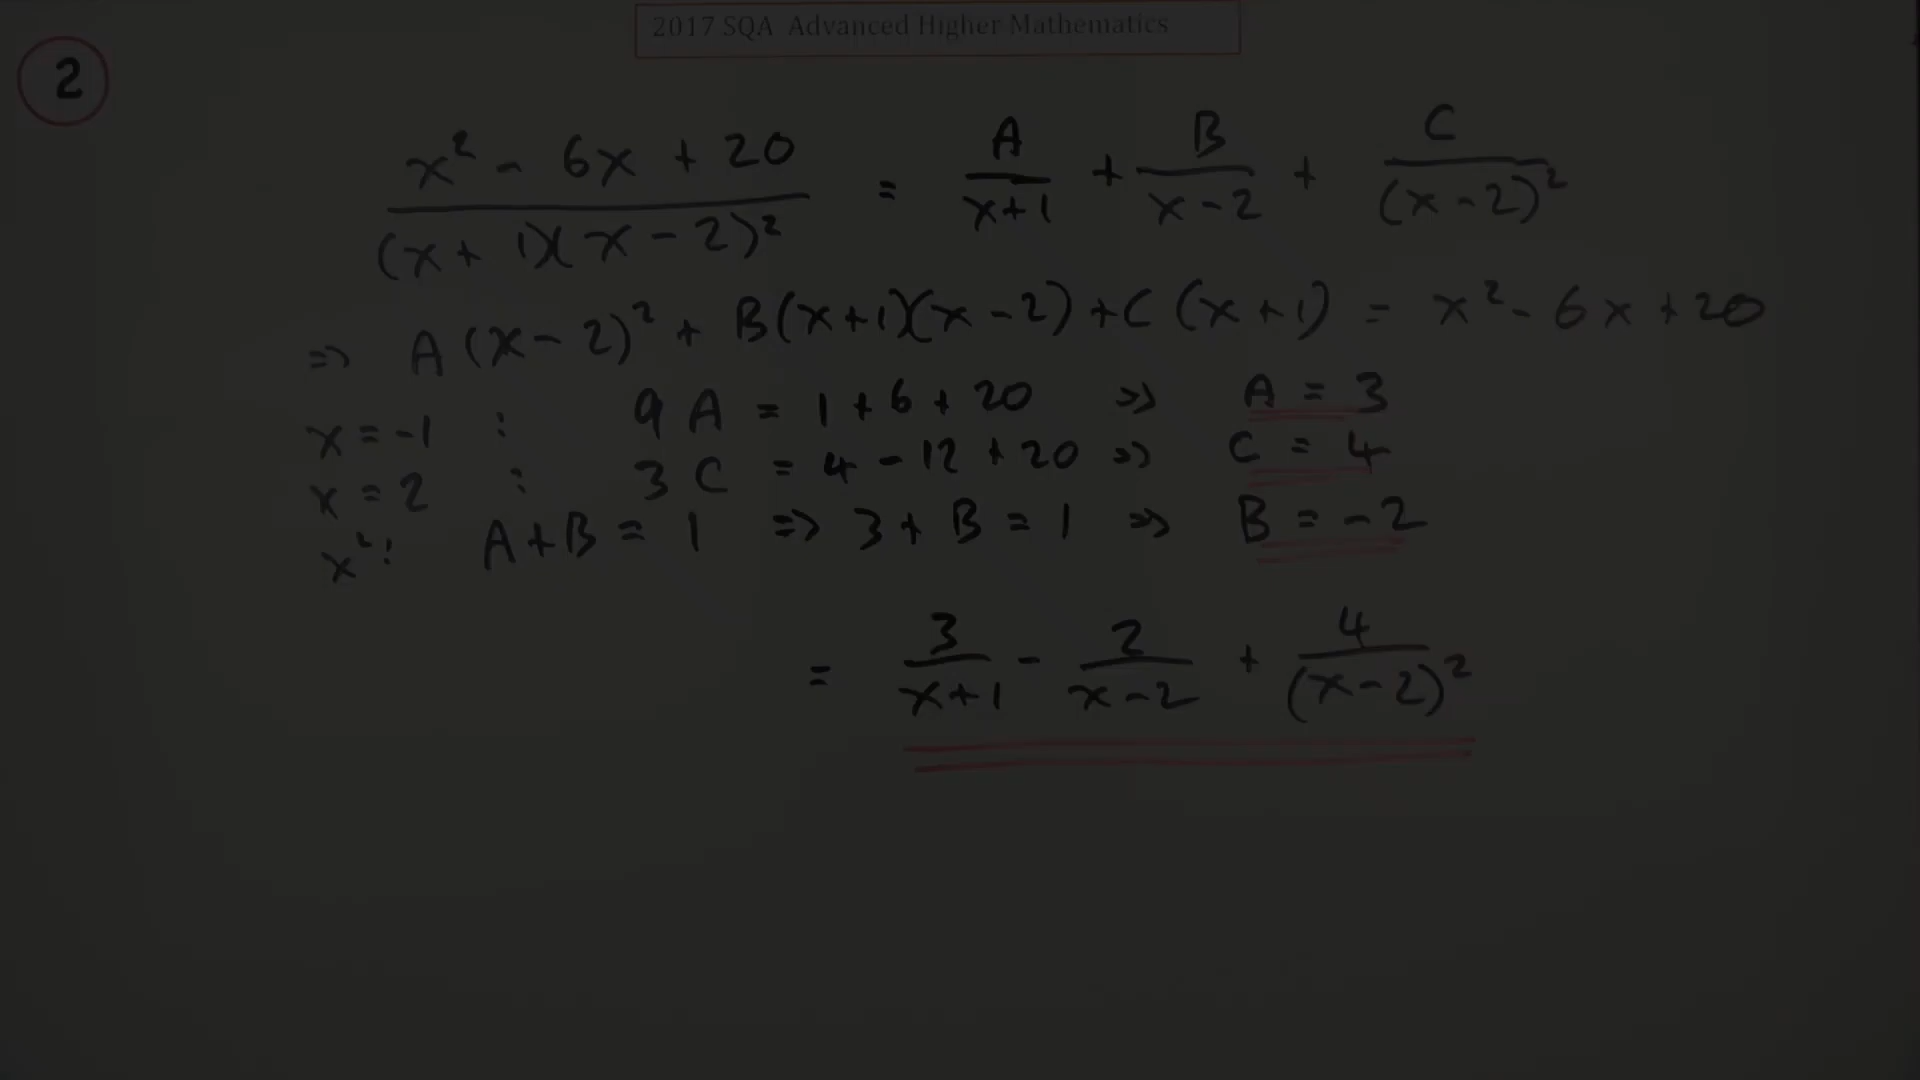 2017 SQA Advanced Higher Mathematics
2
x² - 6x + 20 / (x + 1)(x - 2)² = A / x+1 + B / x-2 + C / (x-2)²
=> A(x-2)² + B(x+1)(x-2) + C(x+1) = x² - 6x + 20
x = -1 : 9A = 1 + 6 + 20 => A = 3
x = 2 : 3C = 4 - 12 + 20 => C = 4
x² : A + B = 1 => 3 + B = 1 => B = -2
= 3 / x+1 - 2 / x-2 + 4 / (x-2)²